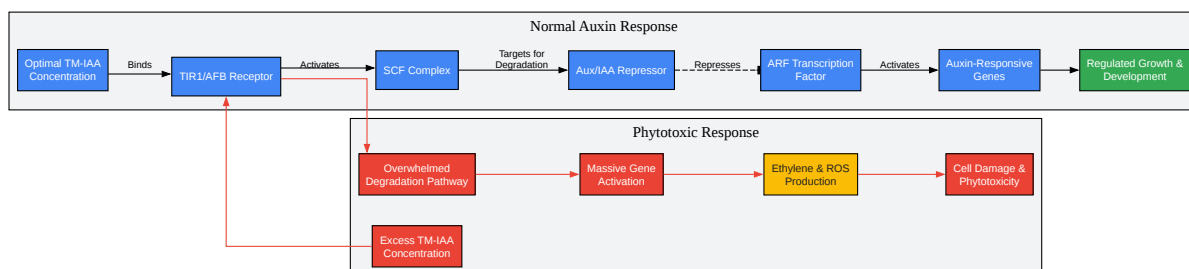 Normal Auxin Response
Optimal TM-IAA
Concentration
Binds
TIR1/AFB Receptor
Activates
SCF Complex
Targets for
Degradation
Aux/IAA Repressor
Represses
ARF Transcription
Factor
Activates
Auxin-Responsive
Genes
Regulated Growth &
Development
Phytotoxic Response
Overwhelmed
Degradation Pathway
Massive Gene
Activation
Ethylene & ROS
Production
Cell Damage &
Phytotoxicity
Excess TM-IAA
Concentration